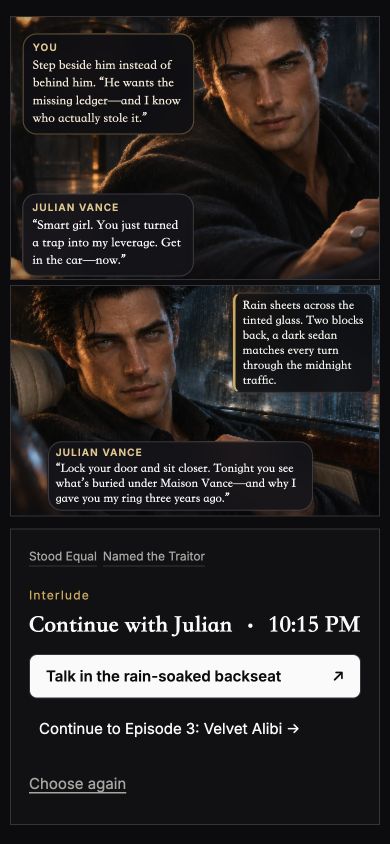 YOU
Step beside him instead of
behind him. “He wants the
missing ledger—and I know
who actually stole it.”
JULIAN VANCE
“Smart girl. You just turned
a trap into my leverage. Get
in the car—now.”
Rain sheets across the
tinted glass. Two blocks
back, a dark sedan
matches every turn
through the midnight
traffic.
JULIAN VANCE
“Lock your door and sit closer. Tonight you see
what’s buried under Maison Vance—and why I
gave you my ring three years ago.”
Stood Equal Named the Traitor
Interlude
Continue with Julian • 10:15 PM
Talk in the rain-soaked backseat ↗
Continue to Episode 3: Velvet Alibi →
Choose again